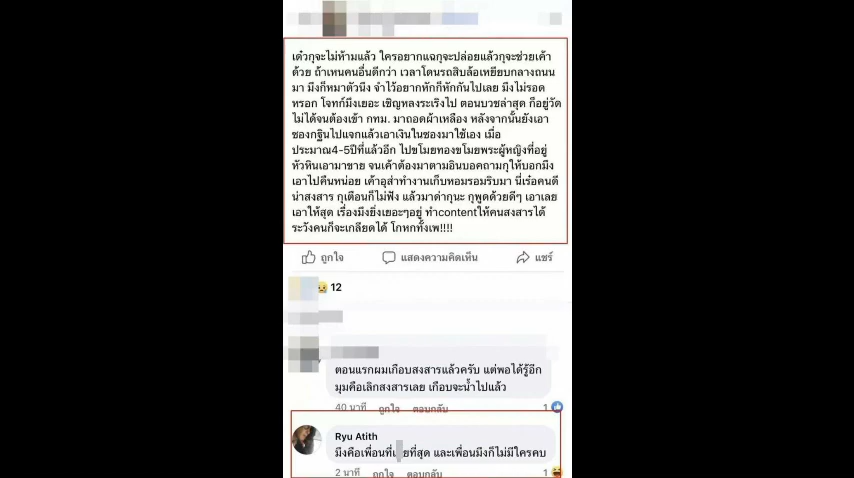 เด๋วกุจะไม่ห้ามแล้ว ใครอยากแฉกุจะปล่อยแล้วกุจะช่วยเค้า
ด้วย ถ้าเหนคนอื่นดีกว่า เวลาโดนรถสิบล้อเหยียบกลางถนน
มา มึงก็หมาตัวนึง จำไว้อยากหักก็หักกันไปเลย มึงไม่รอด
หรอก โจทก์มึงเยอะ เชิญหลงระเริงไป ตอนบวชล่าสุด ก็อยู่วัด
ไม่ได้จนต้องเข้า กทม. มาถอดผ้าเหลือง หลังจากนั้นยังเอา
ซองกฐินไปแจกแล้วเอาเงินในซองมาใช้เอง เมื่อ
ประมาณ4-5ปีที่แล้วอีก ไปขโมยทองขโมยพระผู้หญิงที่อยู่
หัวหินเอามาขาย จนเค้าต้องมาตามอินบอคถามกุให้บอกมึง
เอาไปคืนหน่อย เค้าอุส่าทำงานเก็บหอมรอมริบมา นี่เร๋อคนดี
น่าสงสาร กุเตือนก็ไม่ฟัง แล้วมาด่ากุนะ กุพูดด้วยดีๆ เอาเลย
เอาให้สุด เรื่องมึงยิ่งเยอะๆอยู่ ทำcontentให้คนสงสารได้
ระวังคนก็จะเกลียดได้ โกหกทั้งเพ!!!!
ถูกใจ แสดงความคิดเห็น แชร์
12
ตอนแรกผมเกือบสงสารแล้วครับ แต่พอได้รู้อีก
มุมคือเลิกสงสารเลย เกือบจะน้ำไปแล้ว
40 นาที ถูกใจ ตอบกลับ 1
Ryu Atith
มึงคือเพื่อนที่ ยที่สุด และเพื่อนมึงก็ไม่มีใครคบ
2 นาที ถูกใจ ตอบกลับ 1